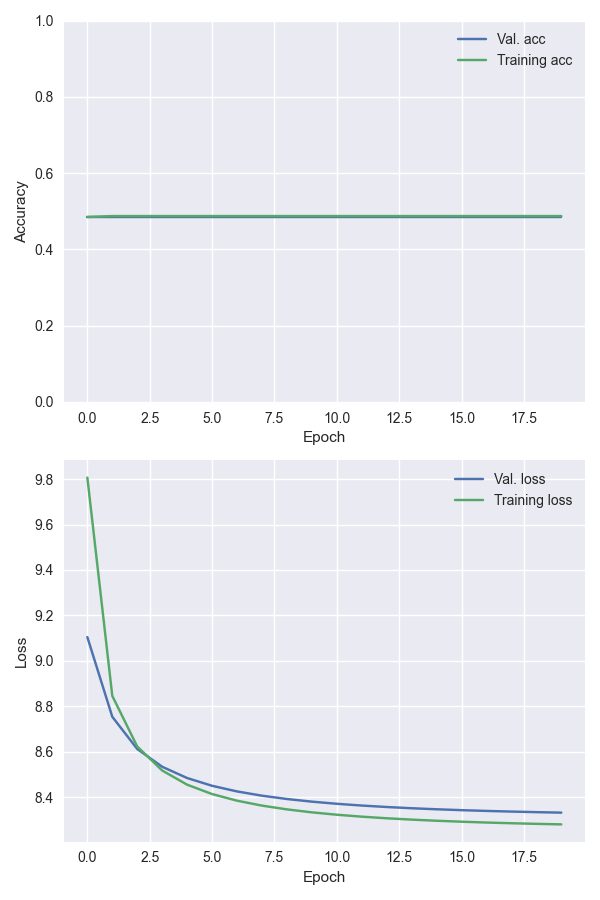 1.0
Val. acc
Training acc
0.8
0.6
Accuracy
0.4
0.2
0.0
0.0 2.5 5.0 7.5 10.0 12.5 15.0 17.5
Epoch
9.8
Val. loss
Training loss
9.6
9.4
9.2
Loss
9.0
8.8
8.6
8.4
0.0 2.5 5.0 7.5 10.0 12.5 15.0 17.5
Epoch